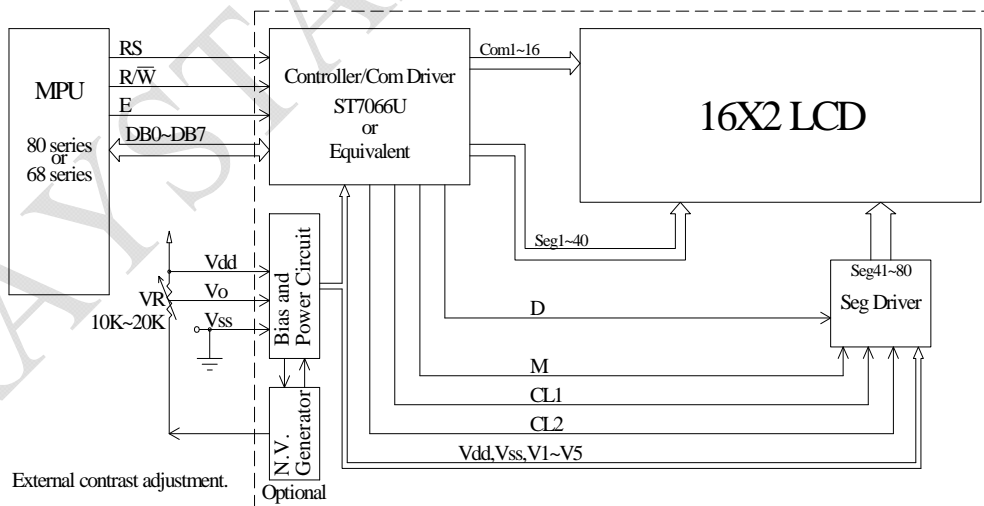 MPU
80 series
or
68 series
RS
R/W̅
E
DB0~DB7
Controller/Com Driver
ST7066U
or
Equivalent
Com1~16
16X2 LCD
Seg1~40
Seg41~80
Seg Driver
Vdd
Vo
Vss
VR
10K~20K
Bias and
Power Circuit
N.V.
Generator
Optional
D
M
CL1
CL2
Vdd,Vss,V1~V5
External contrast adjustment.